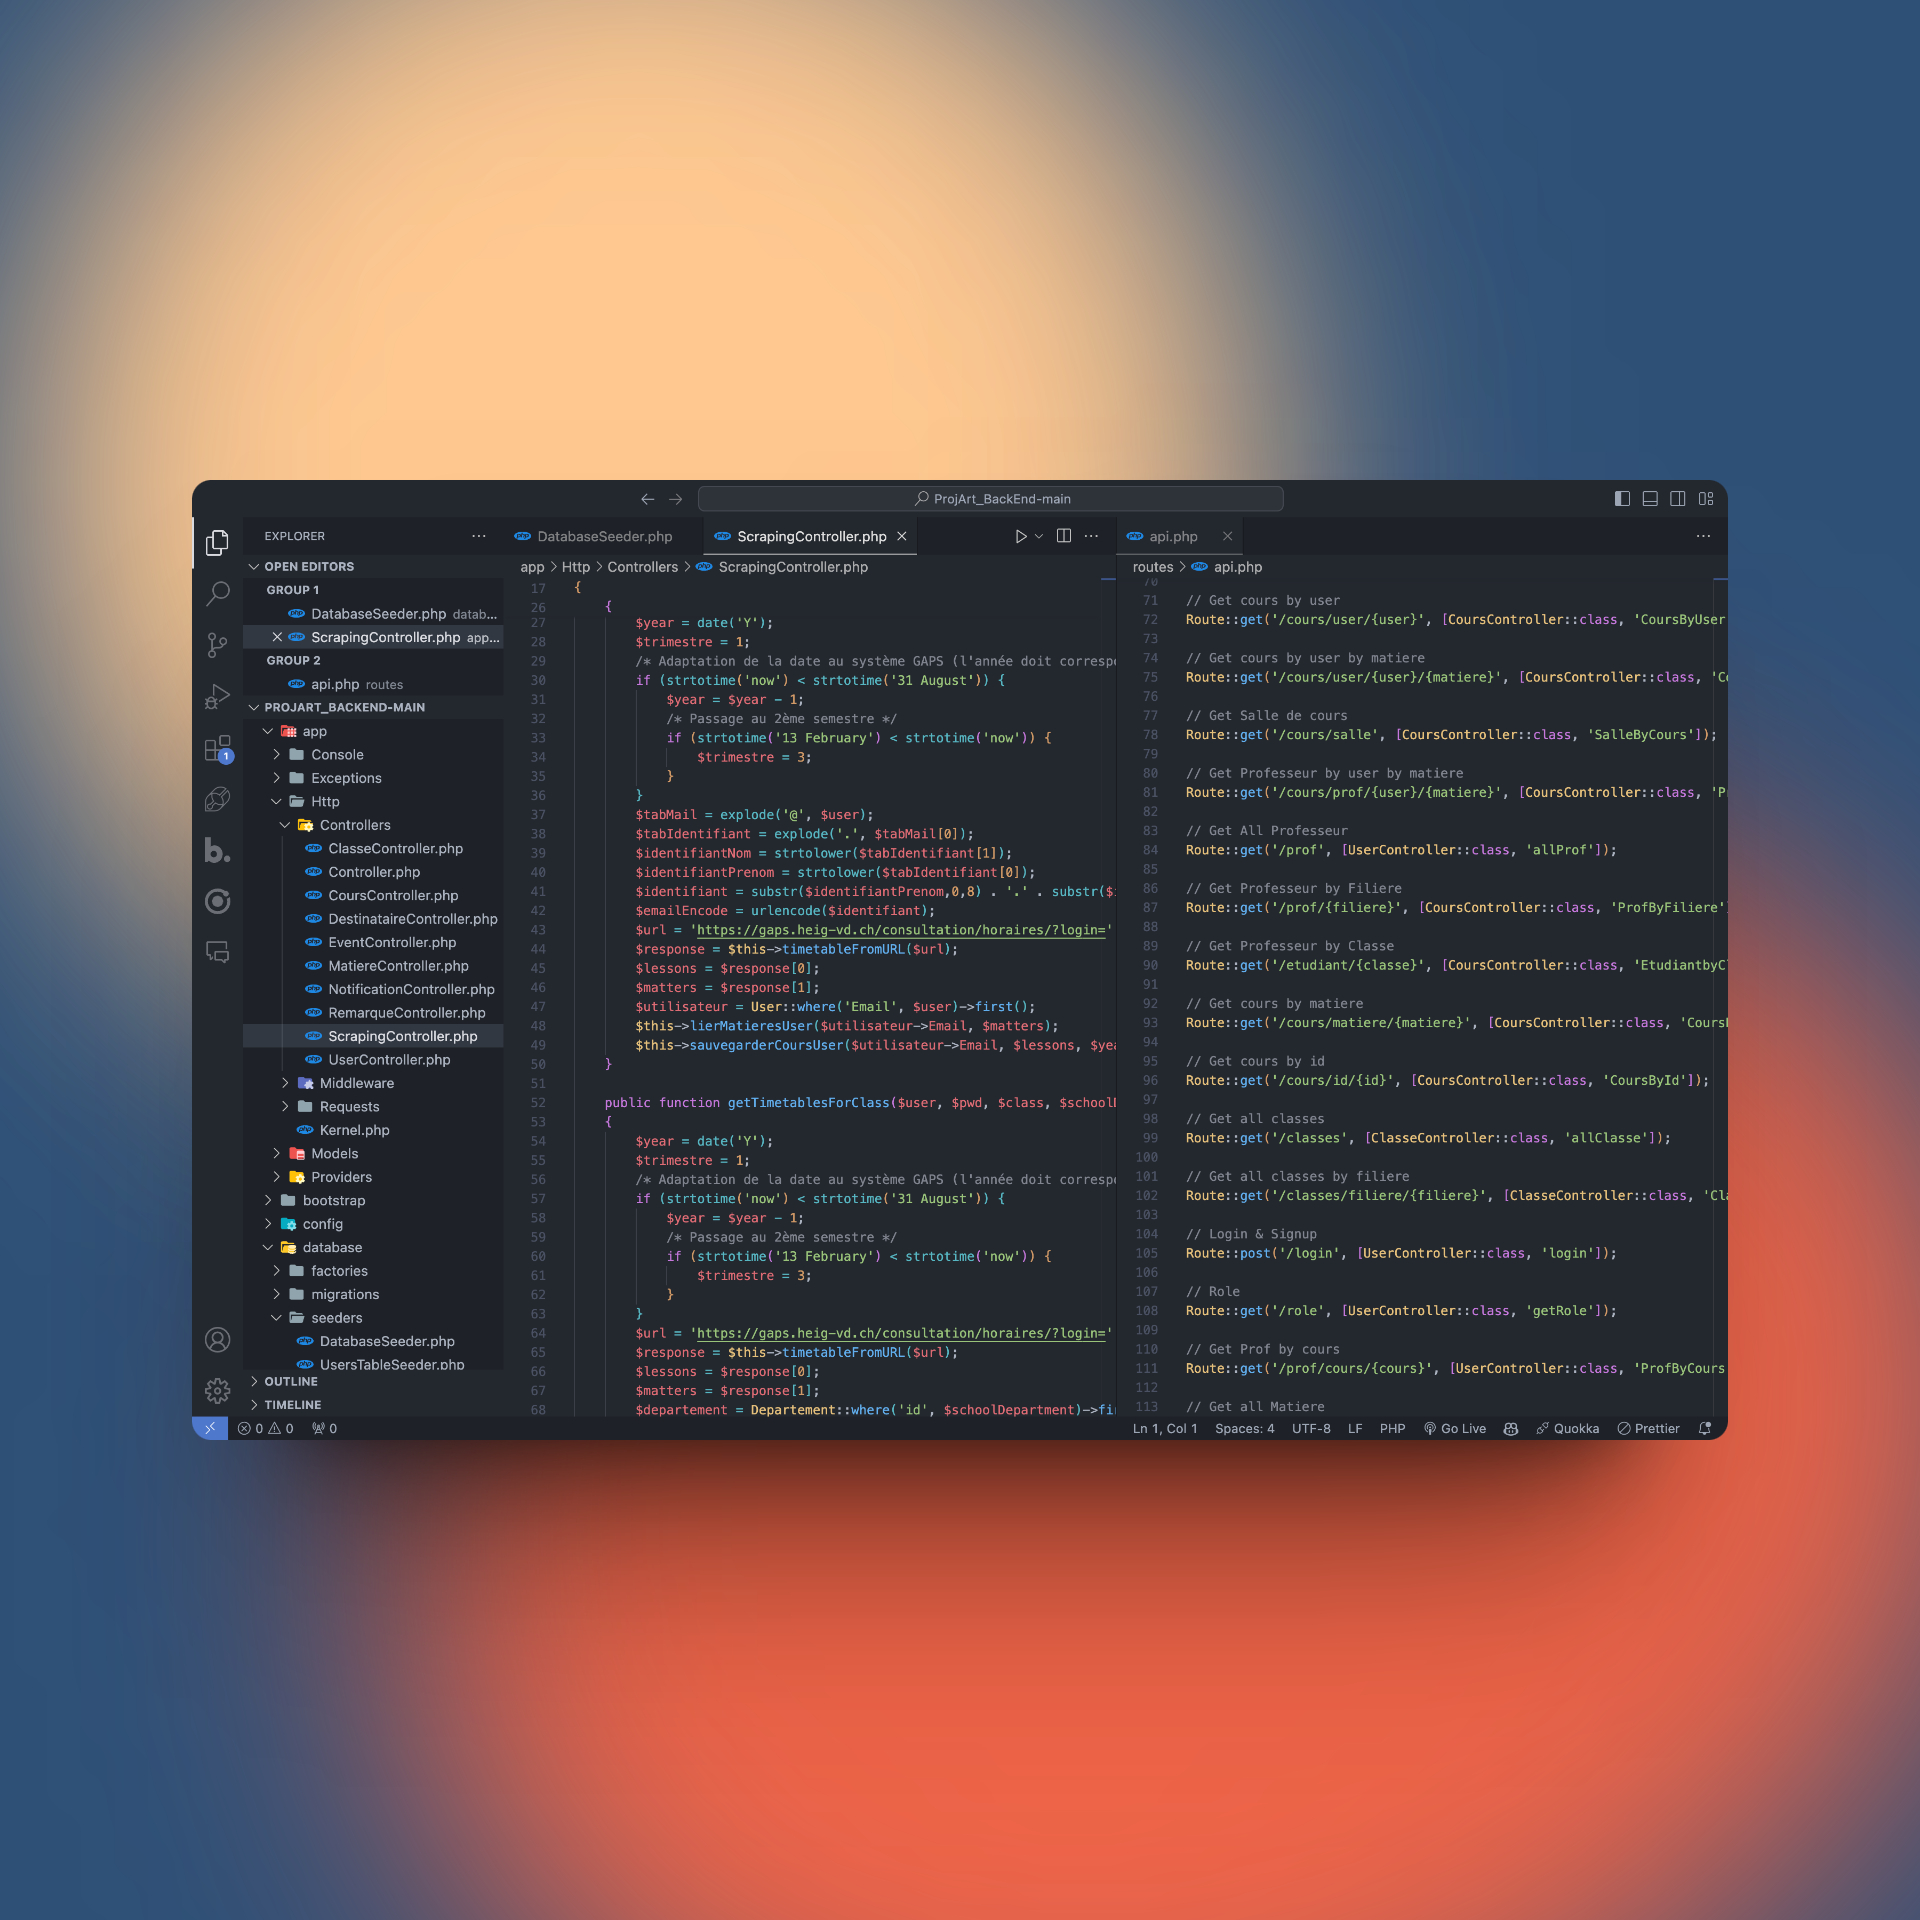 ProjArt_BackEnd-main
EXPLORER
OPEN EDITORS
GROUP 1
DatabaseSeeder.php datab...
ScrapingController.php app...
GROUP 2
api.php routes
PROJART_BACKEND-MAIN
app
Console
Exceptions
Http
Controllers
ClasseController.php
Controller.php
CoursController.php
DestinataireController.php
EventController.php
MatiereController.php
NotificationController.php
RemarqueController.php
ScrapingController.php
UserController.php
Middleware
Requests
Kernel.php
Models
Providers
bootstrap
config
database
factories
migrations
seeders
DatabaseSeeder.php
UsersTableSeeder.php
OUTLINE
TIMELINE
DatabaseSeeder.php
ScrapingController.php
app > Http > Controllers > ScrapingController.php
17 {
26 {
27 $year = date('Y');
28 $trimestre = 1;
29 /* Adaptation de la date au système GAPS (l'année doit correspo
30 if (strtotime('now') < strtotime('31 August')) {
31 $year = $year - 1;
32 /* Passage au 2ème semestre */
33 if (strtotime('13 February') < strtotime('now')) {
34 $trimestre = 3;
35 }
36 }
37 $tabMail = explode('@', $user);
38 $tabIdentifiant = explode('.', $tabMail[0]);
39 $identifiantNom = strtolower($tabIdentifiant[1]);
40 $identifiantPrenom = strtolower($tabIdentifiant[0]);
41 $identifiant = substr($identifiantPrenom,0,8) . '.' . substr($i
42 $emailEncode = urlencode($identifiant);
43 $url = 'https://gaps.heig-vd.ch/consultation/horaires/?login='
44 $response = $this->timetableFromURL($url);
45 $lessons = $response[0];
46 $matters = $response[1];
47 $utilisateur = User::where('Email', $user)->first();
48 $this->lierMatieresUser($utilisateur->Email, $matters);
49 $this->sauvegarderCoursUser($utilisateur->Email, $lessons, $yea
50 }
51
52 public function getTimetablesForClass($user, $pwd, $class, $schoolD
53 {
54 $year = date('Y');
55 $trimestre = 1;
56 /* Adaptation de la date au système GAPS (l'année doit correspo
57 if (strtotime('now') < strtotime('31 August')) {
58 $year = $year - 1;
59 /* Passage au 2ème semestre */
60 if (strtotime('13 February') < strtotime('now')) {
61 $trimestre = 3;
62 }
63 }
64 $url = 'https://gaps.heig-vd.ch/consultation/horaires/?login='
65 $response = $this->timetableFromURL($url);
66 $lessons = $response[0];
67 $matters = $response[1];
68 $departement = Departement::where('id', $schoolDepartment)->fi
api.php
routes > api.php
70
71 // Get cours by user
72 Route::get('/cours/user/{user}', [CoursController::class, 'CoursByUser
73
74 // Get cours by user by matiere
75 Route::get('/cours/user/{user}/{matiere}', [CoursController::class, 'Co
76
77 // Get Salle de cours
78 Route::get('/cours/salle', [CoursController::class, 'SalleByCours']);
79
80 // Get Professeur by user by matiere
81 Route::get('/cours/prof/{user}/{matiere}', [CoursController::class, 'Pr
82
83 // Get All Professeur
84 Route::get('/prof', [UserController::class, 'allProf']);
85
86 // Get Professeur by Filiere
87 Route::get('/prof/{filiere}', [CoursController::class, 'ProfByFiliere']
88
89 // Get Professeur by Classe
90 Route::get('/etudiant/{classe}', [CoursController::class, 'EtudiantbyCl
91
92 // Get cours by matiere
93 Route::get('/cours/matiere/{matiere}', [CoursController::class, 'CoursB
94
95 // Get cours by id
96 Route::get('/cours/id/{id}', [CoursController::class, 'CoursById']);
97
98 // Get all classes
99 Route::get('/classes', [ClasseController::class, 'allClasse']);
100
101 // Get all classes by filiere
102 Route::get('/classes/filiere/{filiere}', [ClasseController::class, 'Cla
103
104 // Login & Signup
105 Route::post('/login', [UserController::class, 'login']);
106
107 // Role
108 Route::get('/role', [UserController::class, 'getRole']);
109
110 // Get Prof by cours
111 Route::get('/prof/cours/{cours}', [UserController::class, 'ProfByCours
112
113 // Get all Matiere
0 0 0
Ln 1, Col 1 Spaces: 4 UTF-8 LF PHP Go Live Quokka Prettier